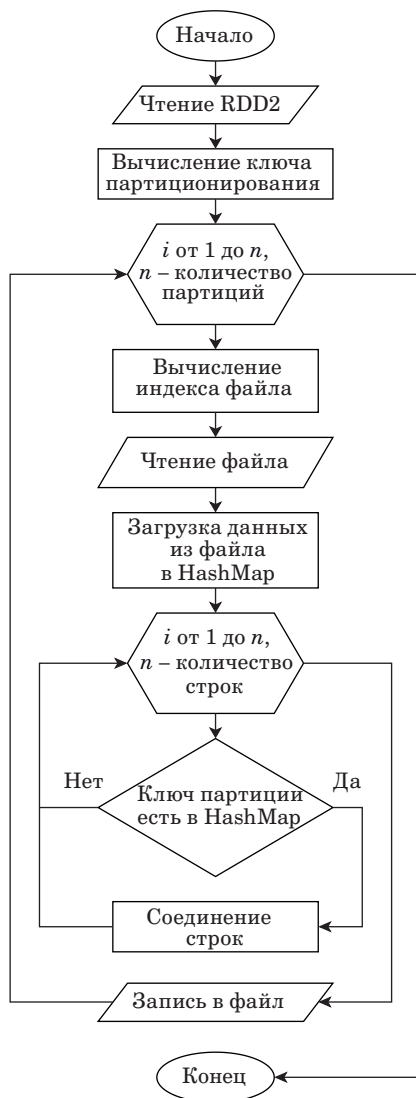 Начало
Чтение RDD2
Вычисление ключа
партиционирования
i от 1 до n,
n – количество
партиций
Вычисление
индекса файла
Чтение файла
Загрузка данных
из файла
в HashMap
i от 1 до n,
n – количество
строк
Нет
Да
Ключ партиции
есть в HashMap
Соединение
строк
Запись в файл
Конец